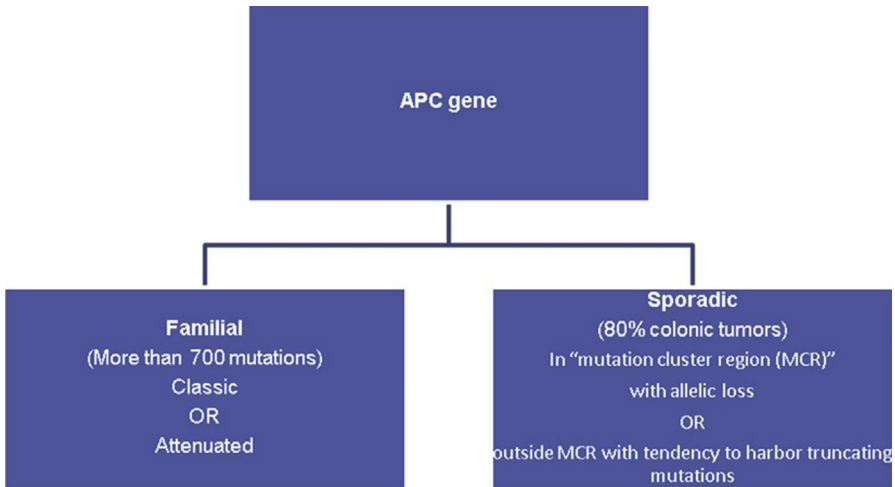 APC gene
Familial
(More than 700 mutations)
Classic
OR
Attenuated
Sporadic
(80% colonic tumors)
In “mutation cluster region (MCR)”
with allelic loss
OR
outside MCR with tendency to harbor truncating
mutations